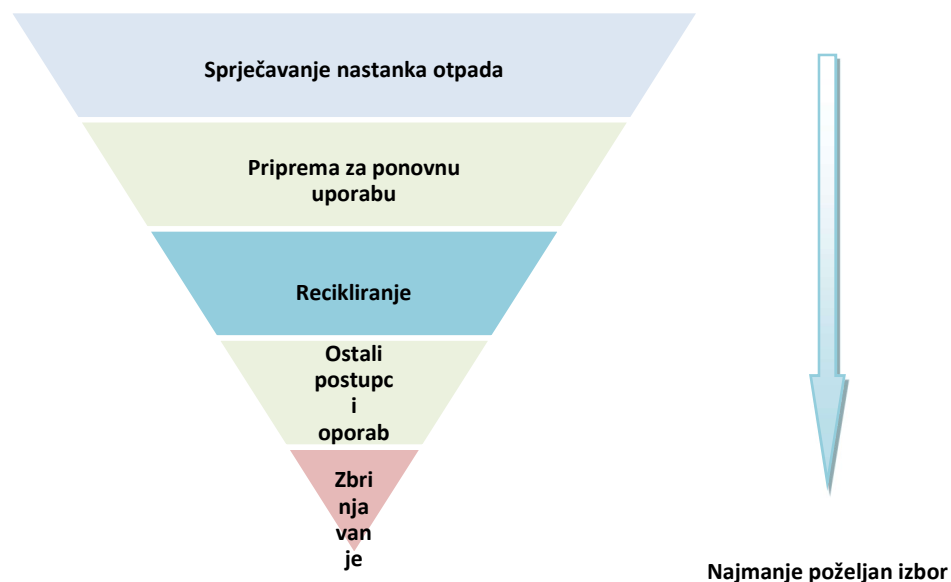 Sprječavanje nastanka otpada
Priprema za ponovnu
uporabu
Recikliranje
Ostali
postupc
i
oporab
Zbri
nja
van
je
Najmanje poželjan izbor